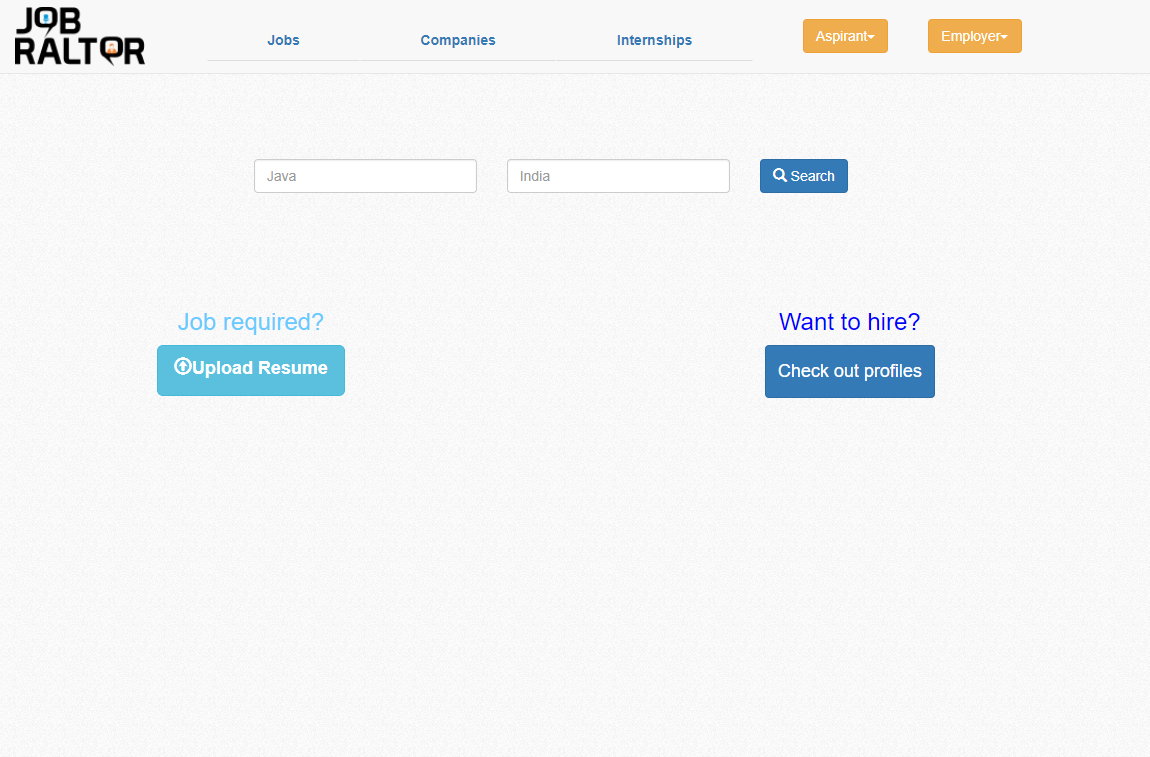 JOB
RALTOR
Jobs
Companies
Internships
Aspirant
Employer
Java
India
Search
Job required?
Want to hire?
Upload Resume
Check out profiles